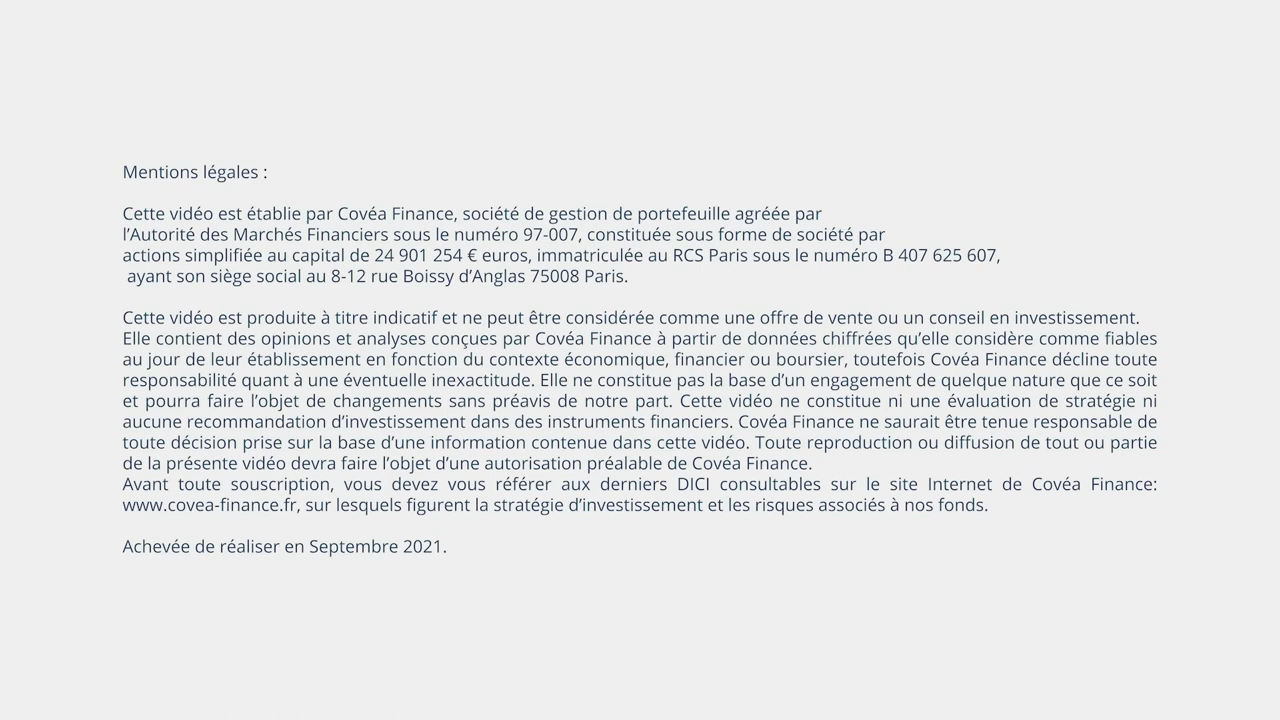 Mentions légales :
Cette vidéo est établie par Covéa Finance, société de gestion de portefeuille agréée par
l’Autorité des Marchés Financiers sous le numéro 97-007, constituée sous forme de société par
actions simplifiée au capital de 24 901 254 € euros, immatriculée au RCS Paris sous le numéro B 407 625 607,
ayant son siège social au 8-12 rue Boissy d’Anglas 75008 Paris.
Cette vidéo est produite à titre indicatif et ne peut être considérée comme une offre de vente ou un conseil en investissement.
Elle contient des opinions et analyses conçues par Covéa Finance à partir de données chiffrées qu’elle considère comme fiables
au jour de leur établissement en fonction du contexte économique, financier ou boursier, toutefois Covéa Finance décline toute
responsabilité quant à une éventuelle inexactitude. Elle ne constitue pas la base d’un engagement de quelque nature que ce soit
et pourra faire l’objet de changements sans préavis de notre part. Cette vidéo ne constitue ni une évaluation de stratégie ni
aucune recommandation d’investissement dans des instruments financiers. Covéa Finance ne saurait être tenue responsable de
toute décision prise sur la base d’une information contenue dans cette vidéo. Toute reproduction ou diffusion de tout ou partie
de la présente vidéo devra faire l’objet d’une autorisation préalable de Covéa Finance.
Avant toute souscription, vous devez vous référer aux derniers DICI consultables sur le site Internet de Covéa Finance:
www.covea-finance.fr, sur lesquels figurent la stratégie d’investissement et les risques associés à nos fonds.
Achevée de réaliser en Septembre 2021.